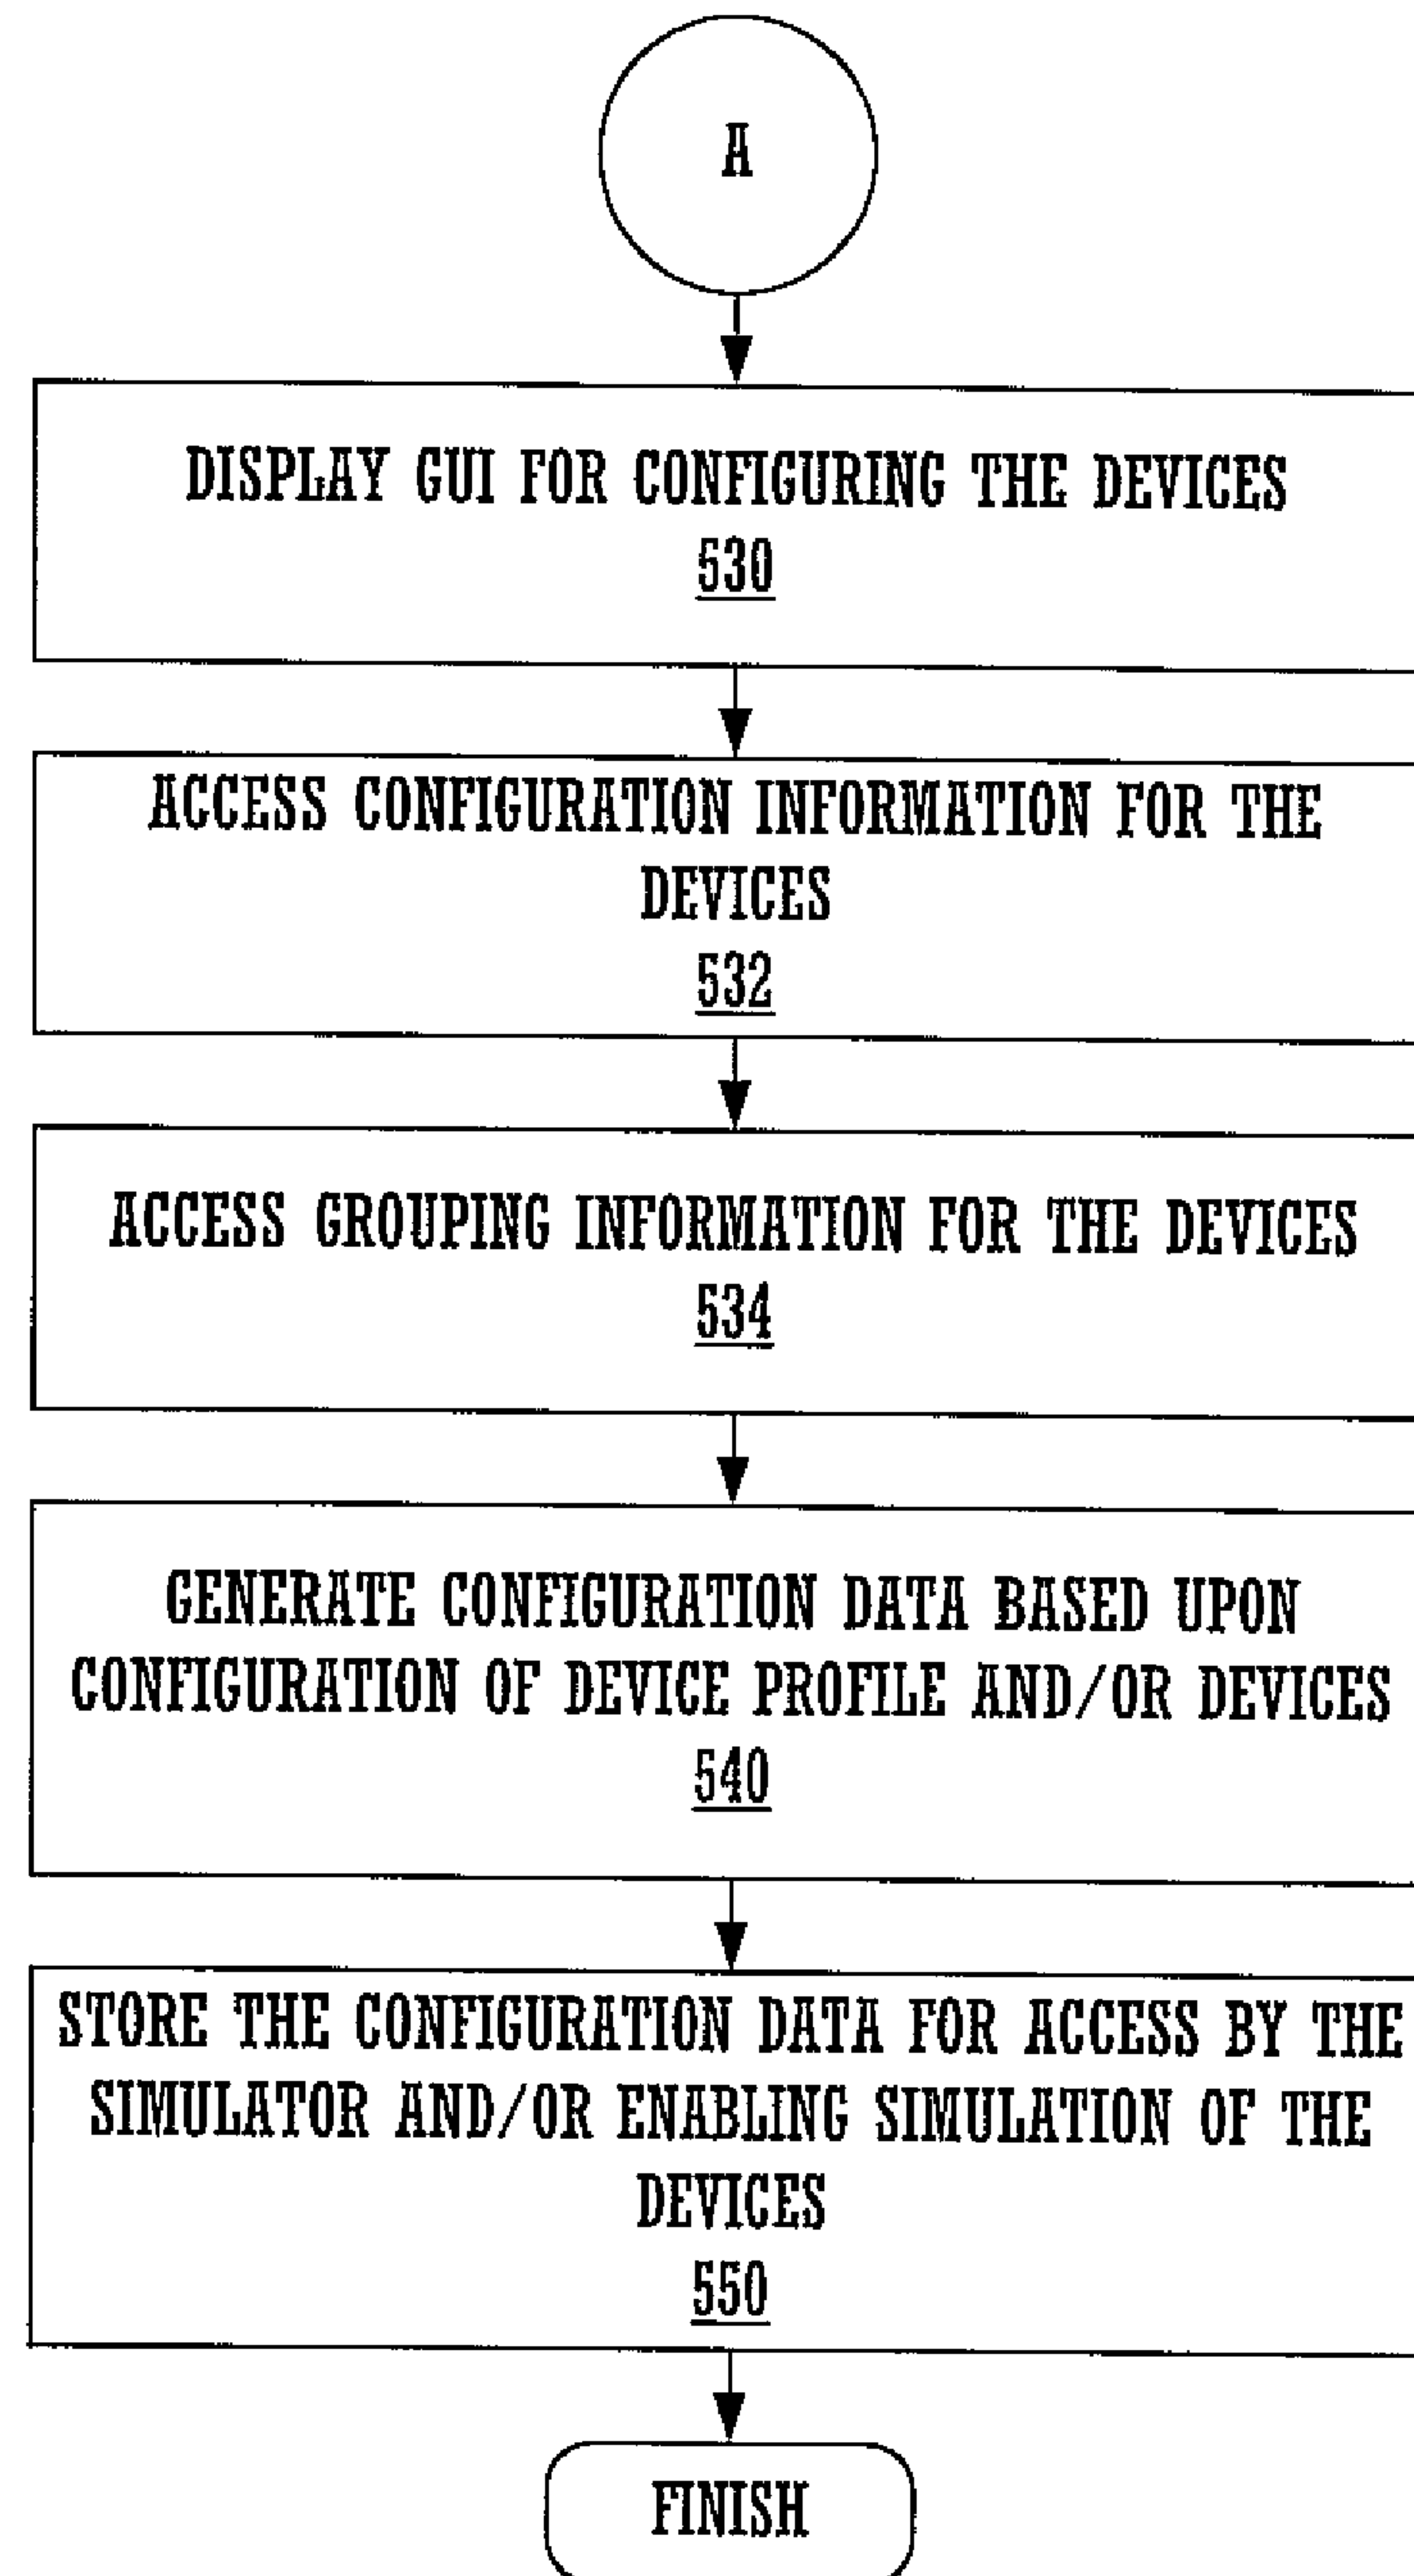 A
DISPLAY GUI FOR CONFIGURING THE DEVICES
530
ACCESS CONFIGURATION INFORMATION FOR THE
DEVICES
532
ACCESS GROUPING INFORMATION FOR THE DEVICES
534
GENERATE CONFIGURATION DATA BASED UPON
CONFIGURATION OF DEVICE PROFILE AND/OR DEVICES
540
STORE THE CONFIGURATION DATA FOR ACCESS BY THE
SIMULATOR AND/OR ENABLING SIMULATION OF THE
DEVICES
550
FINISH